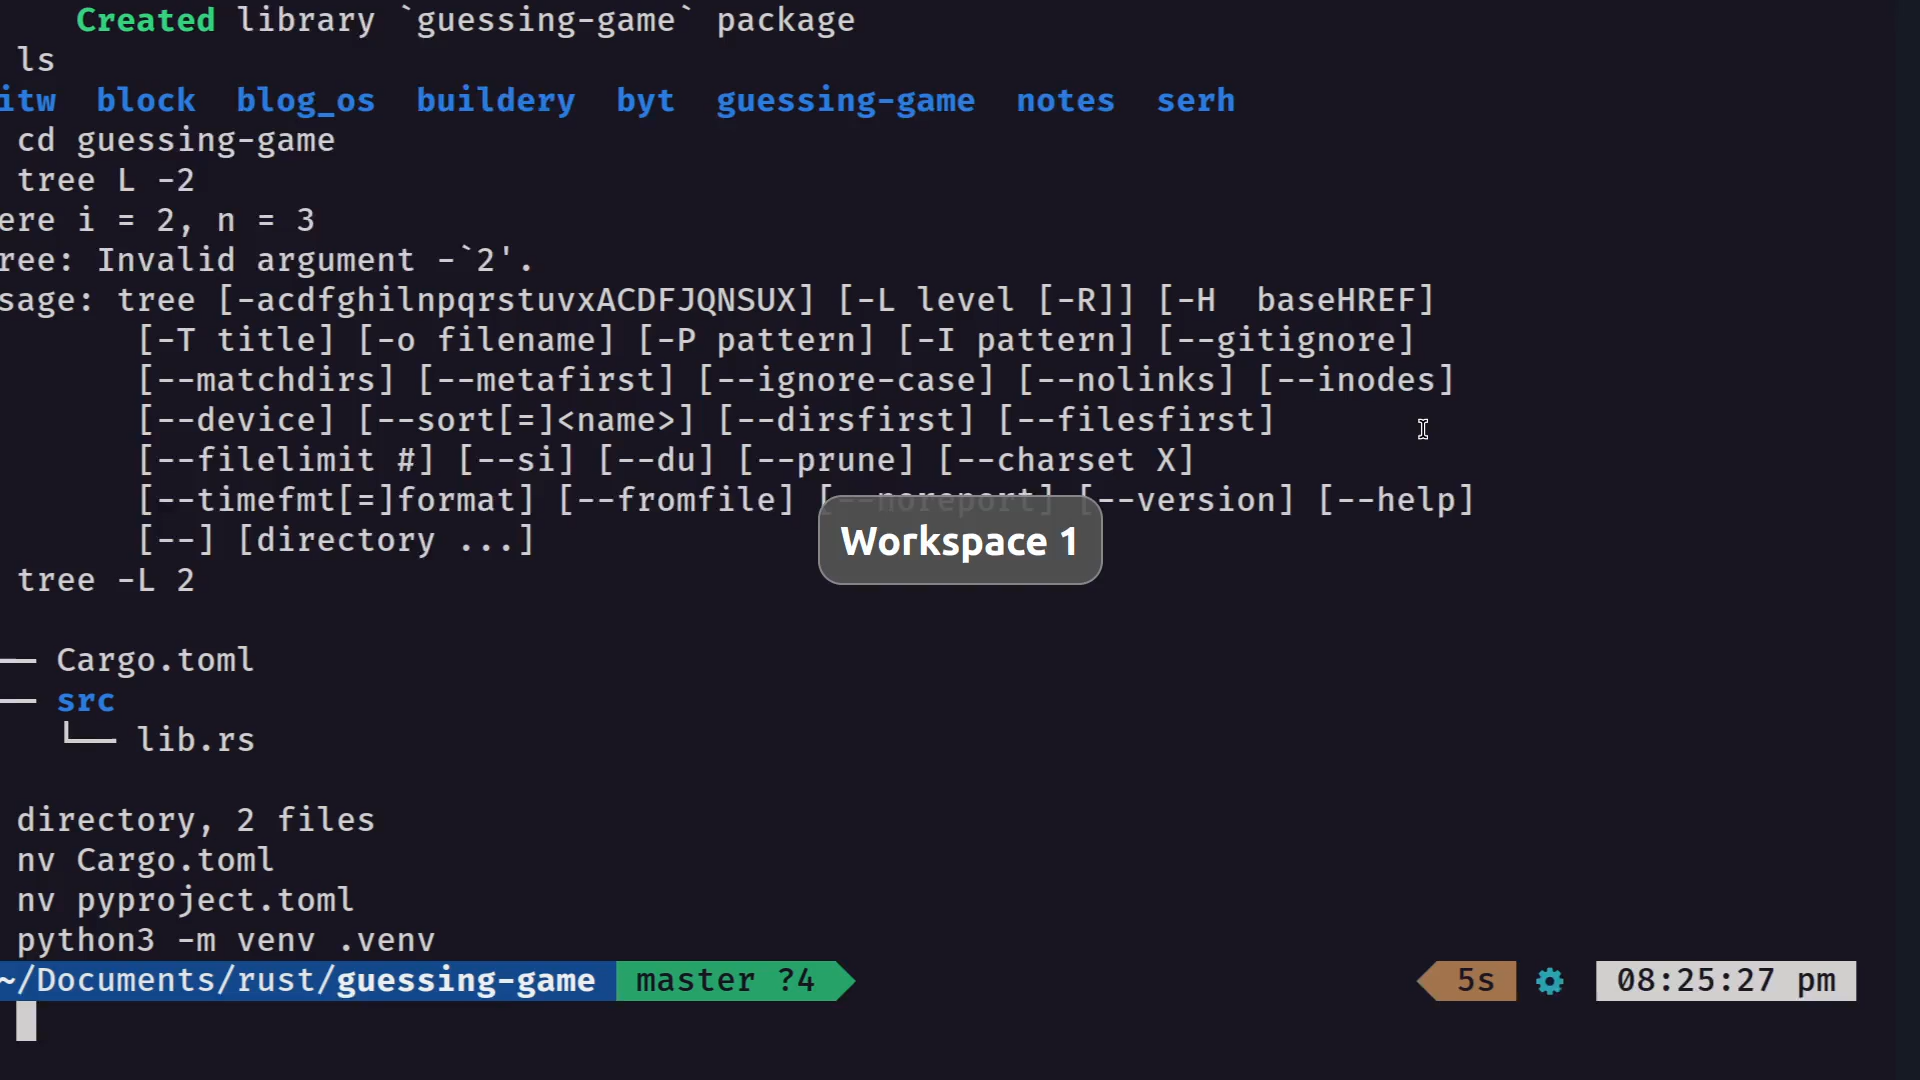 Created library `guessing-game` package
ls
itw block blog_os buildery byt guessing-game notes serh
cd guessing-game
tree L -2
ere i = 2, n = 3
ree: Invalid argument -`2'.
sage: tree [-acdfghilnpqrstuvxACDFJQNSUX] [-L level [-R]] [-H  baseHREF]
[-T title] [-o filename] [-P pattern] [-I pattern] [--gitignore]
[--matchdirs] [--metafirst] [--ignore-case] [--nolinks] [--inodes]
[--device] [--sort[=]<name>] [--dirsfirst] [--filesfirst]
[--filelimit #] [--si] [--du] [--prune] [--charset X]
[--timefmt[=]format] [--fromfile] [--noreport] [--version] [--help]
[--] [directory ...]
Workspace 1
tree -L 2
── Cargo.toml
── src
└── lib.rs
directory, 2 files
nv Cargo.toml
nv pyproject.toml
python3 -m venv .venv
~/Documents/rust/guessing-game master ?4 5s 08:25:27 pm